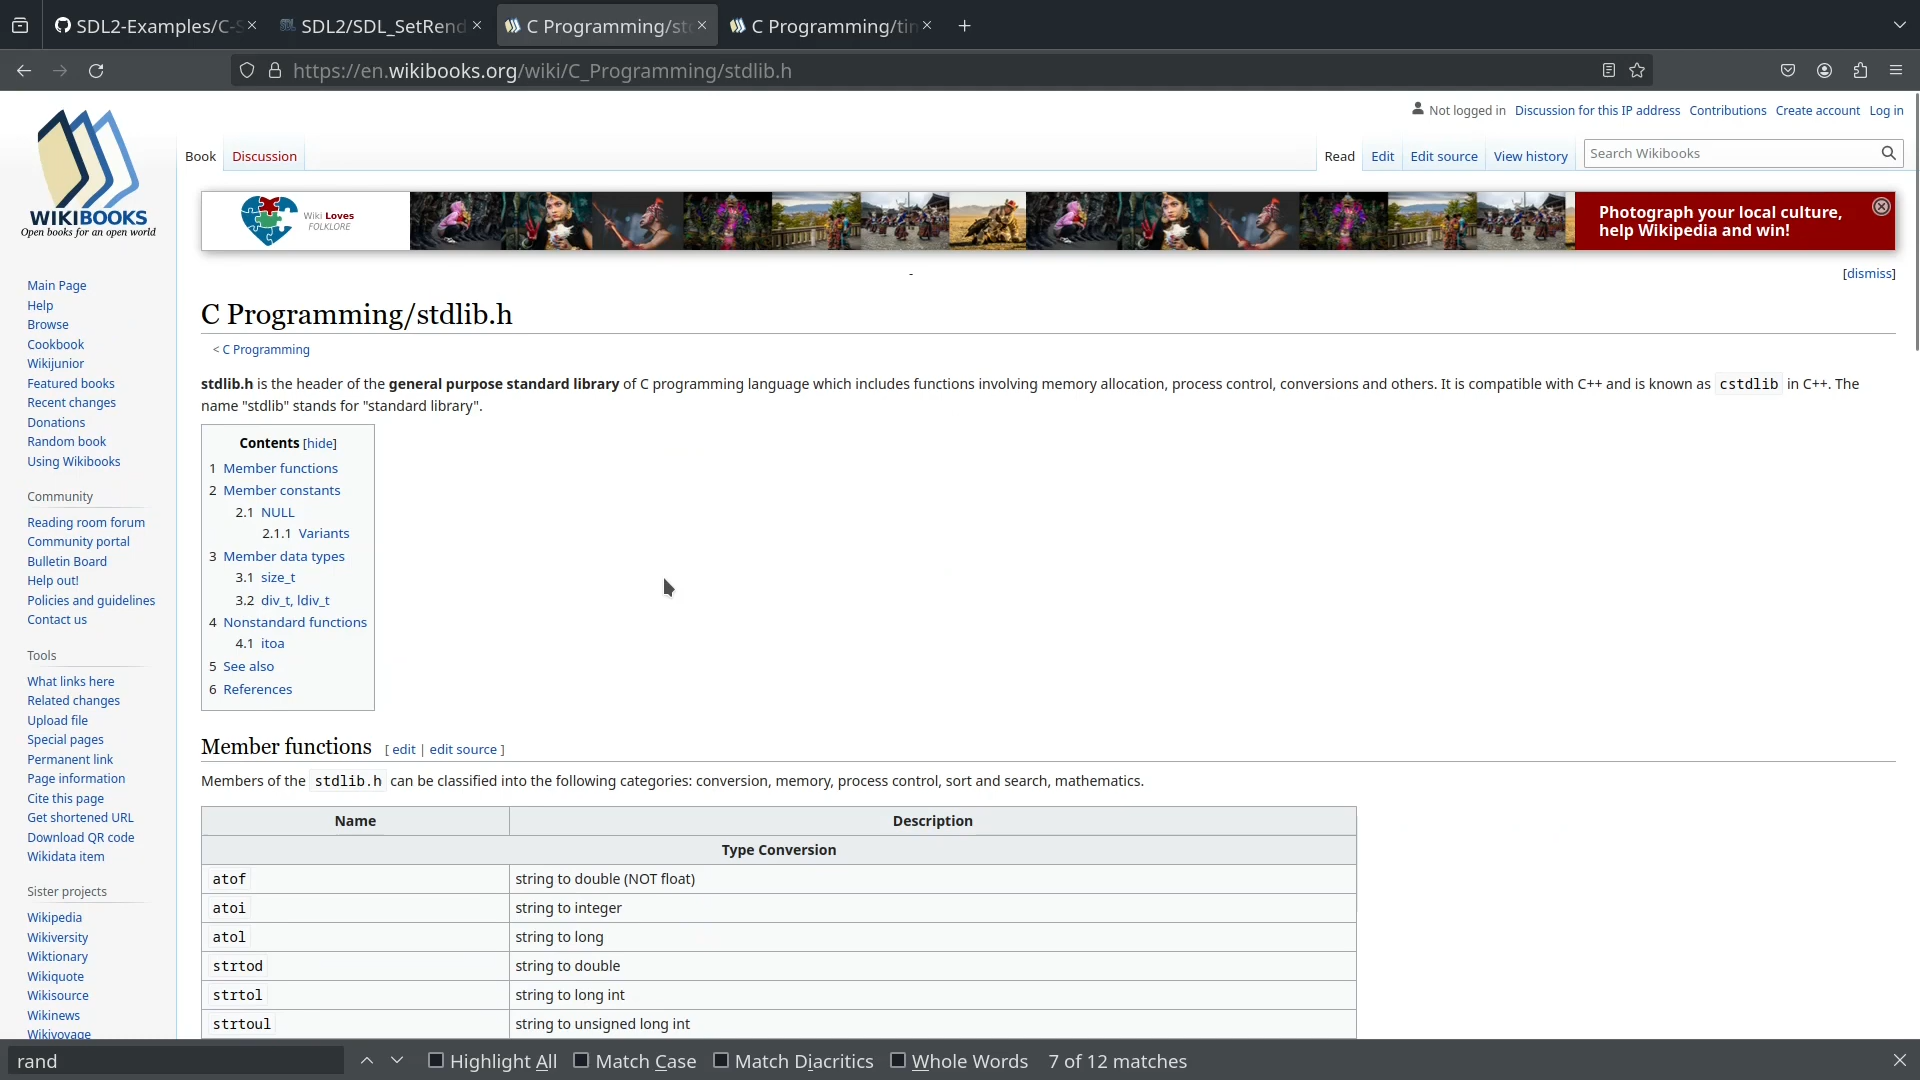 SDL2-Examples/C-S
SDL2/SDL_SetRend
C Programming/std
C Programming/tim
https://en.wikibooks.org/wiki/C_Programming/stdlib.h
Not logged in Discussion for this IP address Contributions Create account Log in
Book Discussion Read Edit Edit source View history Search Wikibooks
WIKIBOOKS
Open books for an open world
Wiki Loves
FOLKLORE
Photograph your local culture,
help Wikipedia and win!
-
[dismiss]
Main Page
Help
Browse
Cookbook
Wikijunior
Featured books
Recent changes
Donations
Random book
Using Wikibooks
Community
Reading room forum
Community portal
Bulletin Board
Help out!
Policies and guidelines
Contact us
Tools
What links here
Related changes
Upload file
Special pages
Permanent link
Page information
Cite this page
Get shortened URL
Download QR code
Wikidata item
Sister projects
Wikipedia
Wikiversity
Wiktionary
Wikiquote
Wikisource
Wikinews
Wikivoyage
C Programming/stdlib.h
< C Programming
stdlib.h is the header of the general purpose standard library of C programming language which includes functions involving memory allocation, process control, conversions and others. It is compatible with C++ and is known as cstdlib in C++. The
name "stdlib" stands for "standard library".
Contents [hide]
1 Member functions
2 Member constants
2.1 NULL
2.1.1 Variants
3 Member data types
3.1 size_t
3.2 div_t, ldiv_t
4 Nonstandard functions
4.1 itoa
5 See also
6 References
Member functions [ edit | edit source ]
Members of the stdlib.h can be classified into the following categories: conversion, memory, process control, sort and search, mathematics.
Name Description
Type Conversion
atof string to double (NOT float)
atoi string to integer
atol string to long
strtod string to double
strtol string to long int
strtoul string to unsigned long int
rand Highlight All Match Case Match Diacritics Whole Words 7 of 12 matches